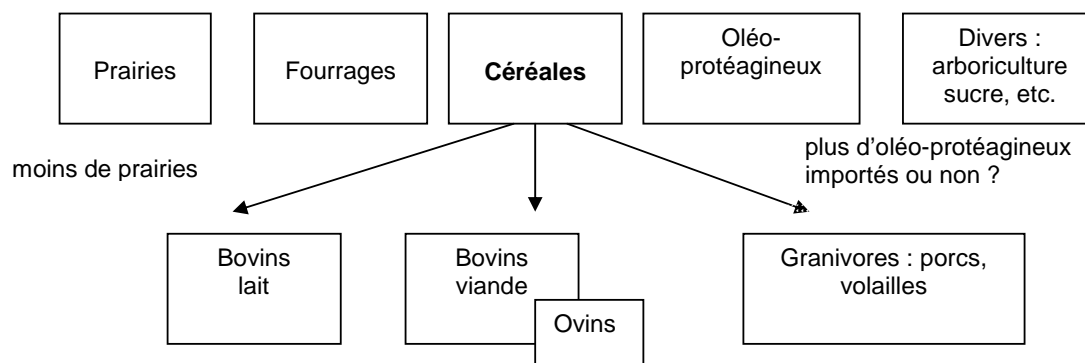 Prairies
Fourrages
Céréales
Oléo-
protéagineux
Divers :
arboriculture
sucre, etc.
moins de prairies
plus d'oléo-protéagineux
importés ou non ?
Bovins
lait
Bovins
viande
Ovins
Granivores : porcs,
volailles